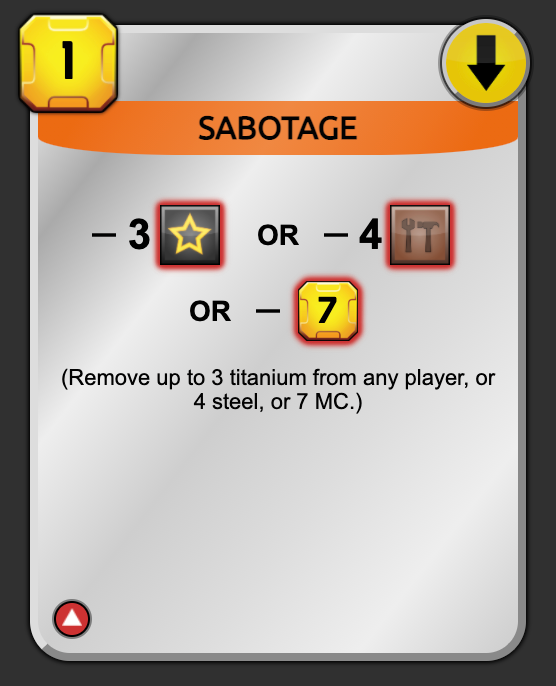 1
SABOTAGE
– 3 OR – 4
OR – 7
(Remove up to 3 titanium from any player, or
4 steel, or 7 MC.)